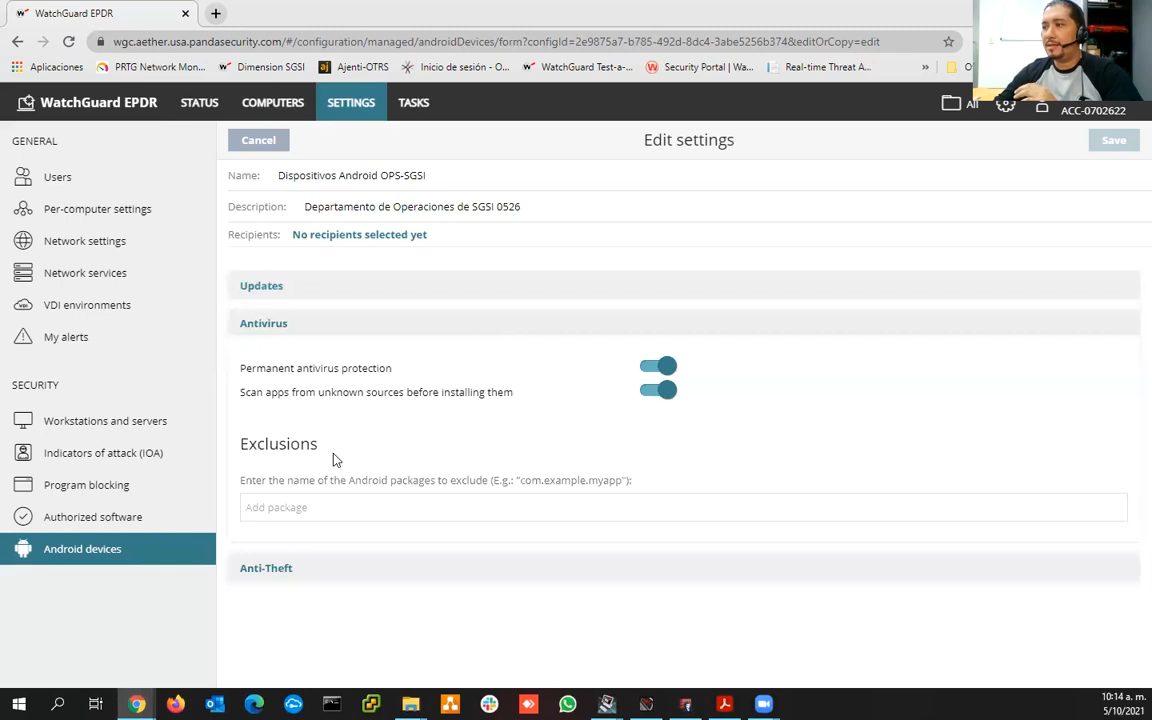 WatchGuard EPDR
wgc.aether.usa.pandasecurity.com/#/configuration/managed/androidDevices/form?configId=2e9875a7-b785-492d-8dc4-3abe5256b374&editOrCopy=edit
Aplicaciones
PRTG Network Mon...
Dimension SGSI
Ajenti-OTRS
Inicio de sesión - O...
WatchGuard Test-a-...
Security Portal | Wa...
Real-time Threat A...
»
WatchGuard EPDR
STATUS
COMPUTERS
SETTINGS
TASKS
All
ACC-0702622
GENERAL
Users
Per-computer settings
Network settings
Network services
VDI environments
My alerts
SECURITY
Workstations and servers
Indicators of attack (IOA)
Program blocking
Authorized software
Android devices
Cancel
Edit settings
Save
Name: Dispositivos Android OPS-SGSI
Description: Departamento de Operaciones de SGSI 0526
Recipients: No recipients selected yet
Updates
Antivirus
Permanent antivirus protection
Scan apps from unknown sources before installing them
Exclusions
Enter the name of the Android packages to exclude (E.g.: "com.example.myapp"):
Add package
Anti-Theft
10:14 a. m.
5/10/2021